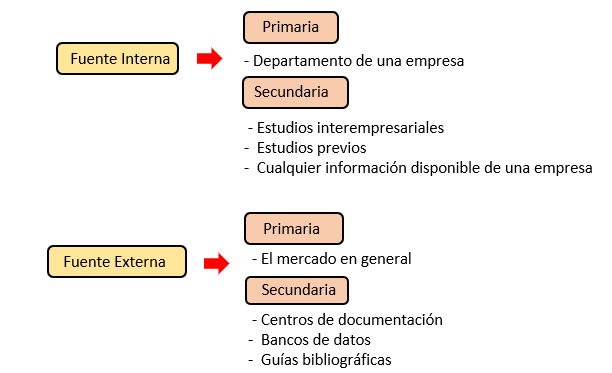 Fuente Interna
Primaria
- Departamento de una empresa
Secundaria
- Estudios interempresariales
- Estudios previos
- Cualquier información disponible de una empresa
Fuente Externa
Primaria
- El mercado en general
Secundaria
- Centros de documentación
- Bancos de datos
- Guías bibliográficas